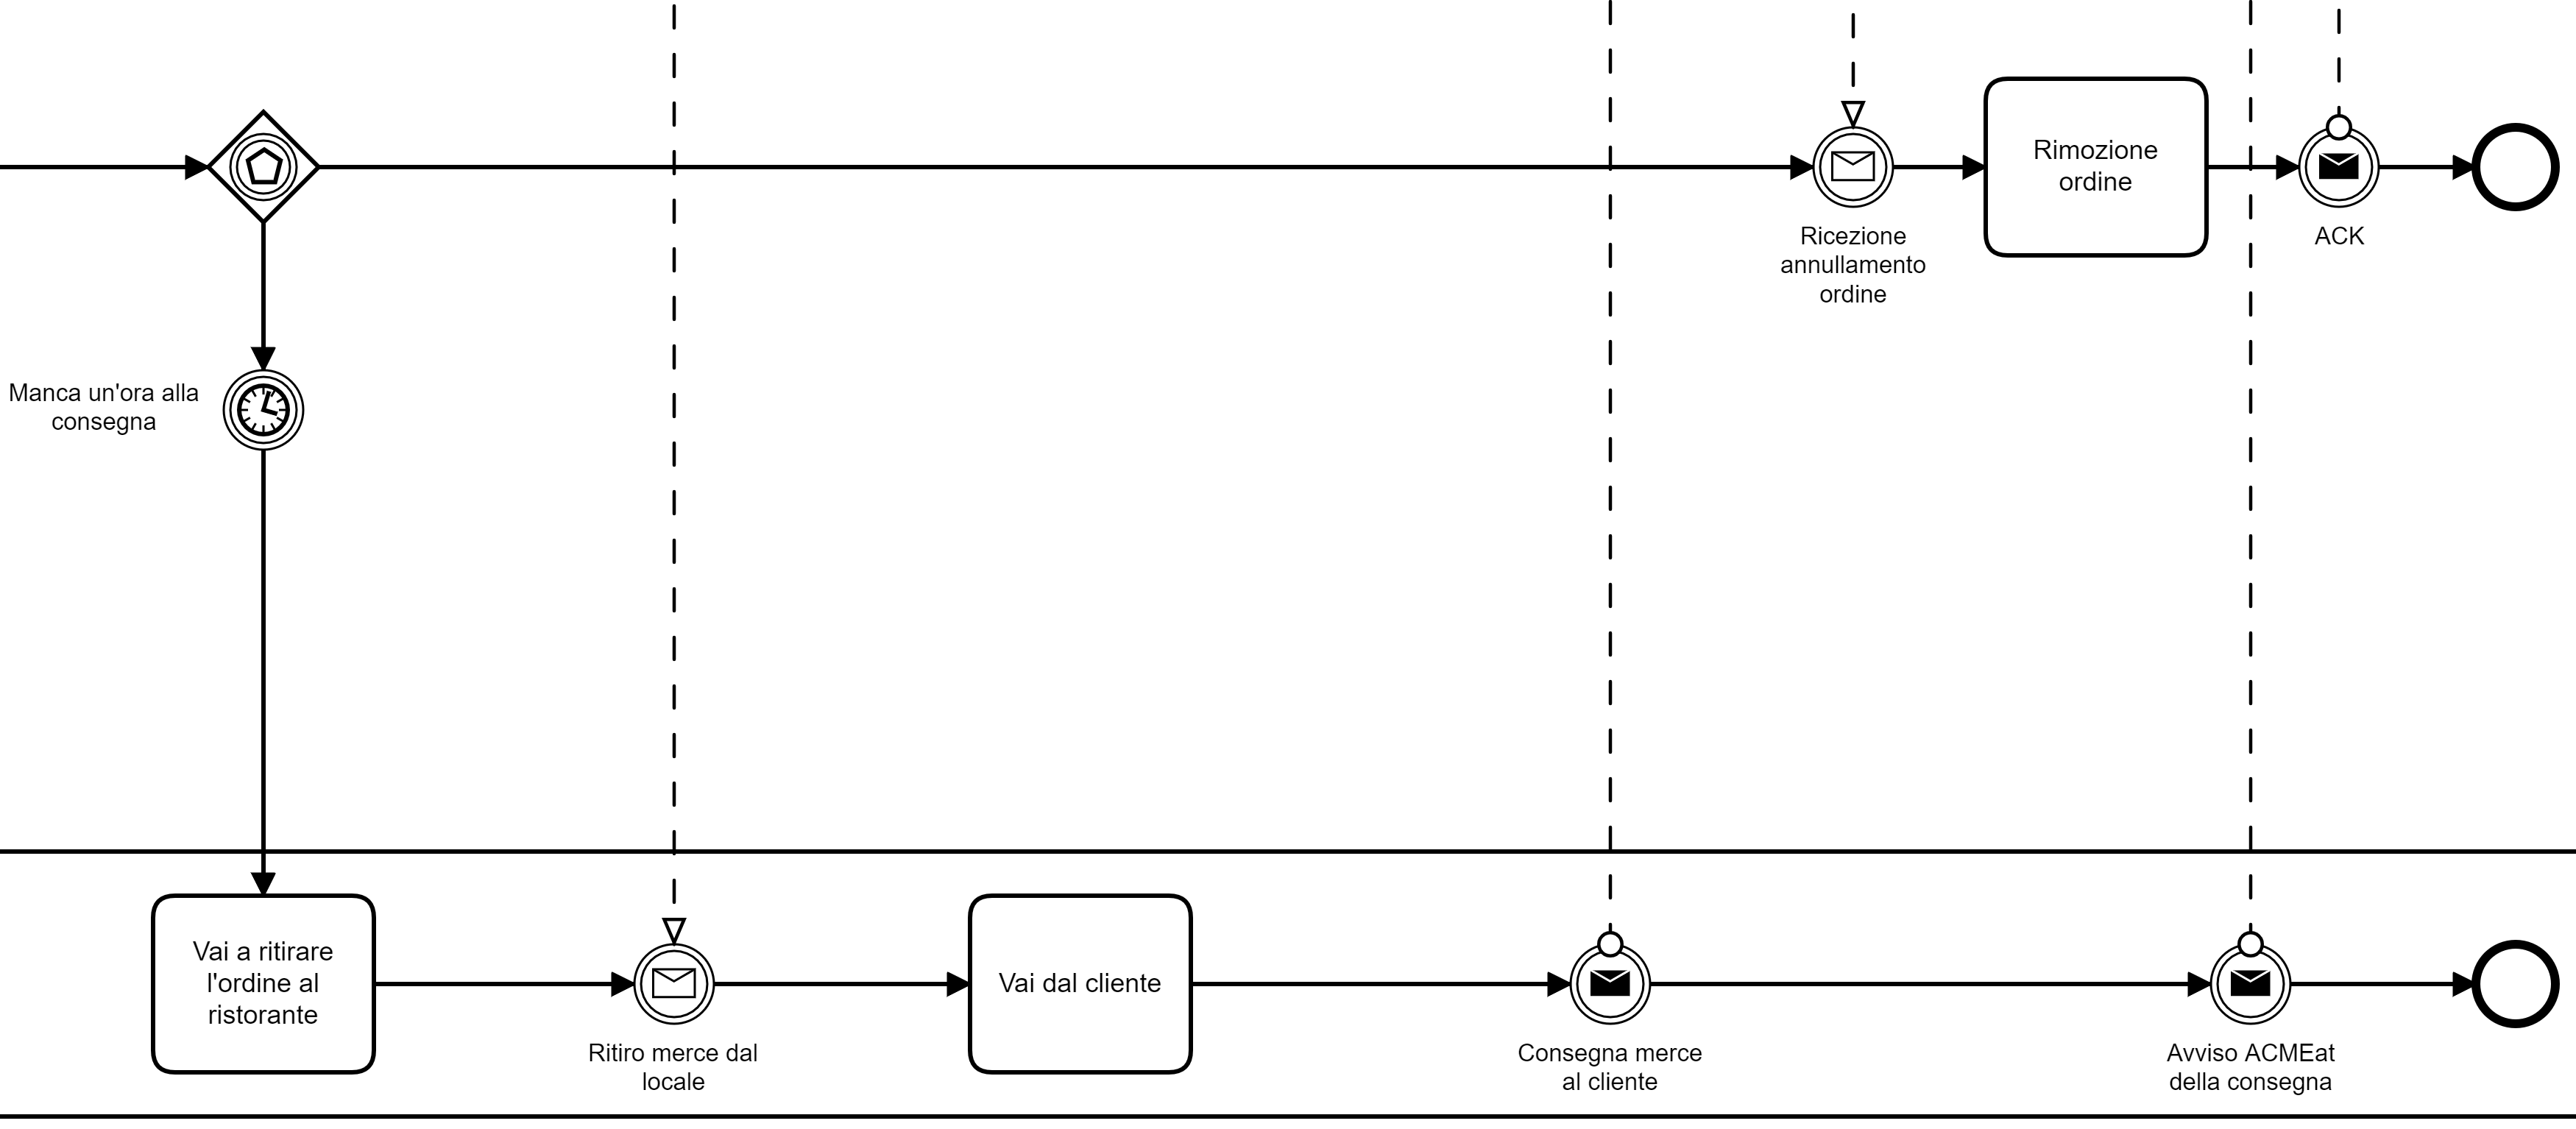 Rimozione
ordine
Ricezione
annullamento
ordine
ACK
Manca un'ora alla
consegna
Vai a ritirare
l'ordine al
ristorante
Ritiro merce dal
locale
Vai dal cliente
Consegna merce
al cliente
Avviso ACMEat
della consegna